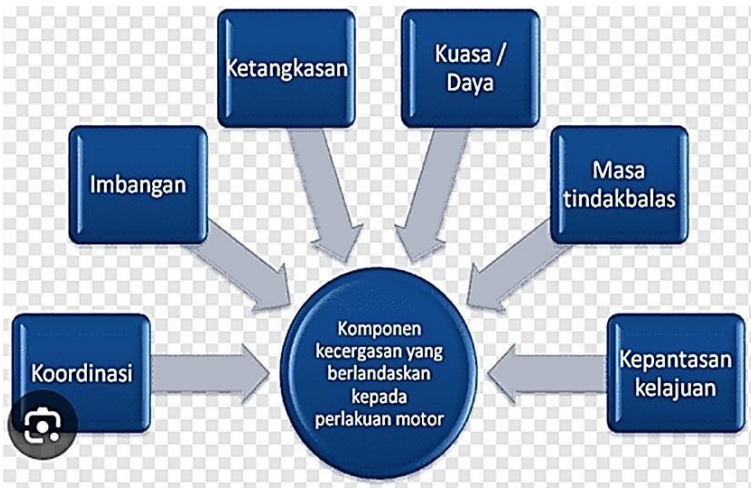 Ketangkasan
Kuasa /
Daya
Imbangan
Masa
tindakbalas
Koordinasi
Komponen
kecergasan yang
berlandaskan
kepada
perlakuan motor
Kepantasan
kelajuan